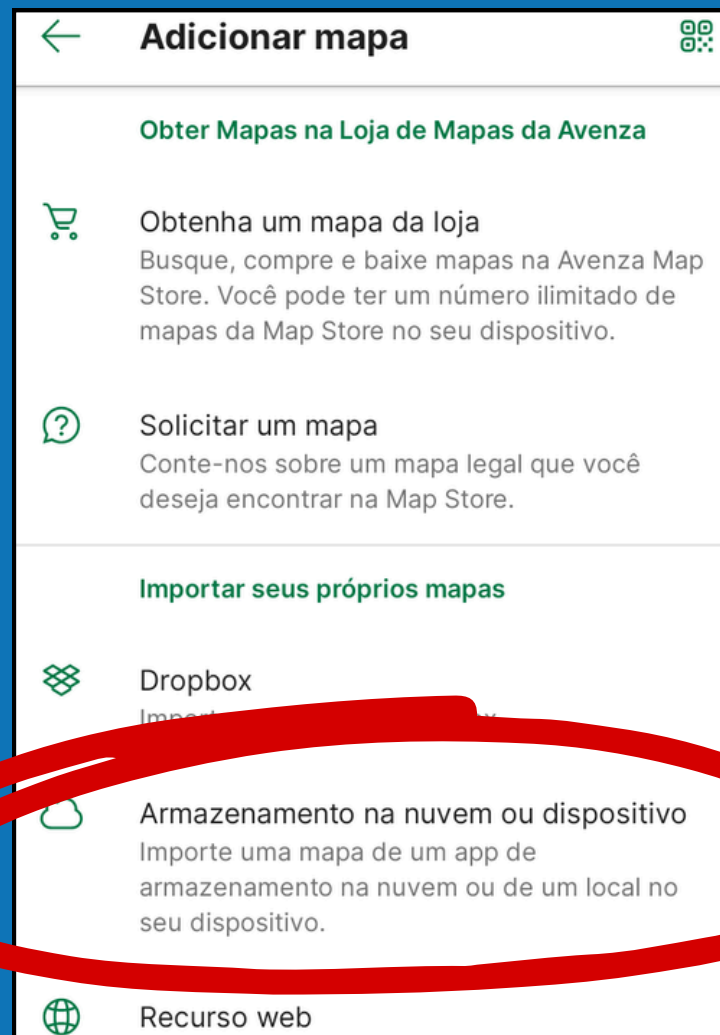 Adicionar mapa
Obter Mapas na Loja de Mapas da Avenza
Obtenha um mapa da loja
Busque, compre e baixe mapas na Avenza Map
Store. Você pode ter um número ilimitado de
mapas da Map Store no seu dispositivo.
Solicitar um mapa
Conte-nos sobre um mapa legal que você
deseja encontrar na Map Store.
Importar seus próprios mapas
Dropbox
Armazenamento na nuvem ou dispositivo
Importe uma mapa de um app de
armazenamento na nuvem ou de um local no
seu dispositivo.
Recurso web